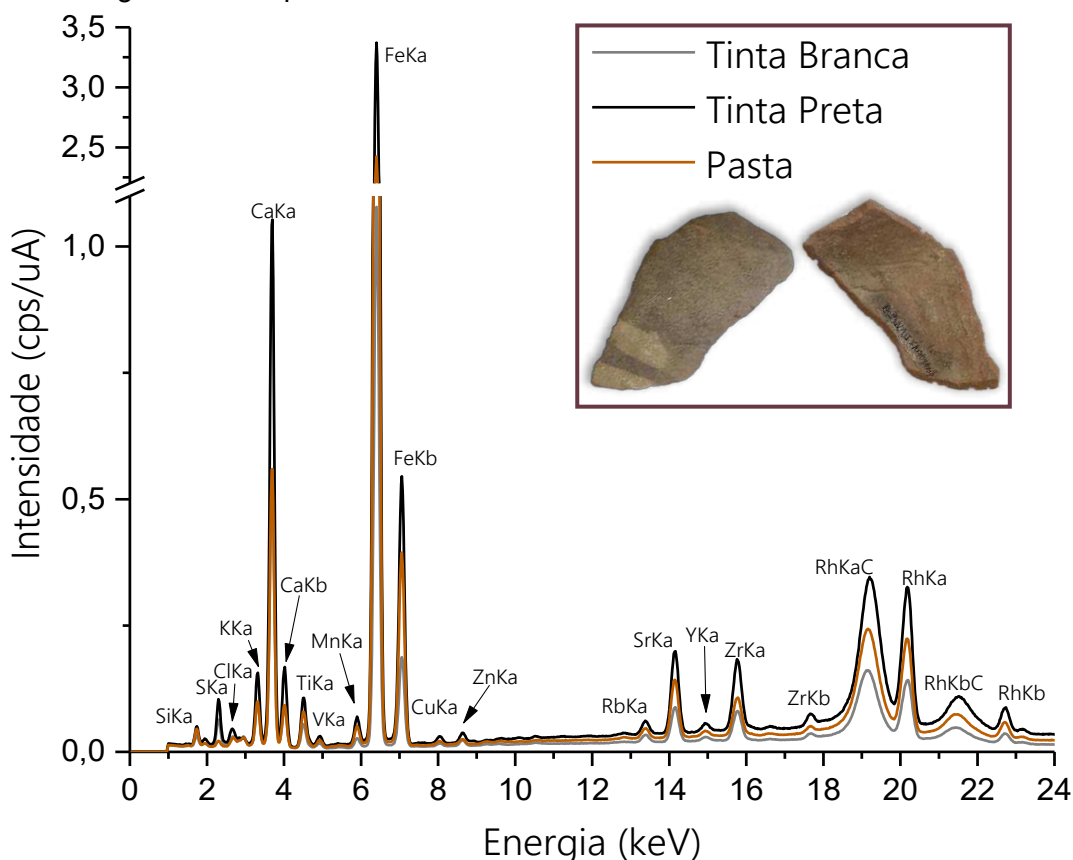 3,5
3,0
2,5
1,0
0,5
0,0
Intensidade (cps/uA)
Tinta Branca
Tinta Preta
Pasta
FeKa
CaKa
FeKb
CaKb
KKa
MnKa
SKa
ClKa
TiKa
SiKa
VKa
CuKa
ZnKa
RbKa
SrKa
YKa
ZrKa
ZrKb
RhKaC
RhKa
RhKbC
RhKb
0 2 4 6 8 10 12 14 16 18 20 22 24
Energia (keV)